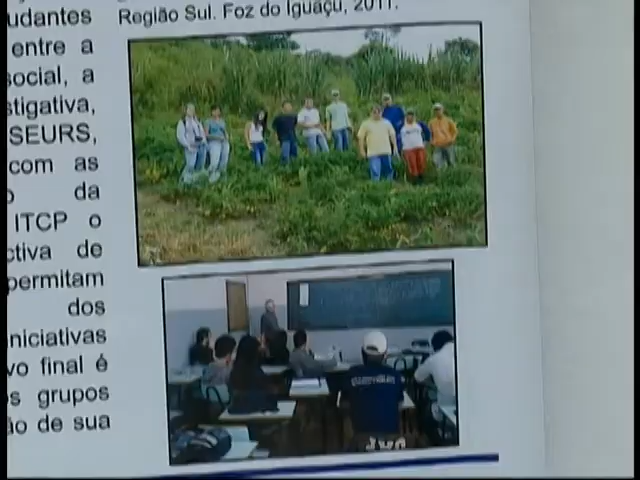 Região Sul. Foz do Iguaçu, 2011.
udantes
entre a
social, a
stigativa,
SEURS,
com as
da
ITCP o
ctiva de
permitam
dos
niciativas
vo final é
s grupos
ão de sua